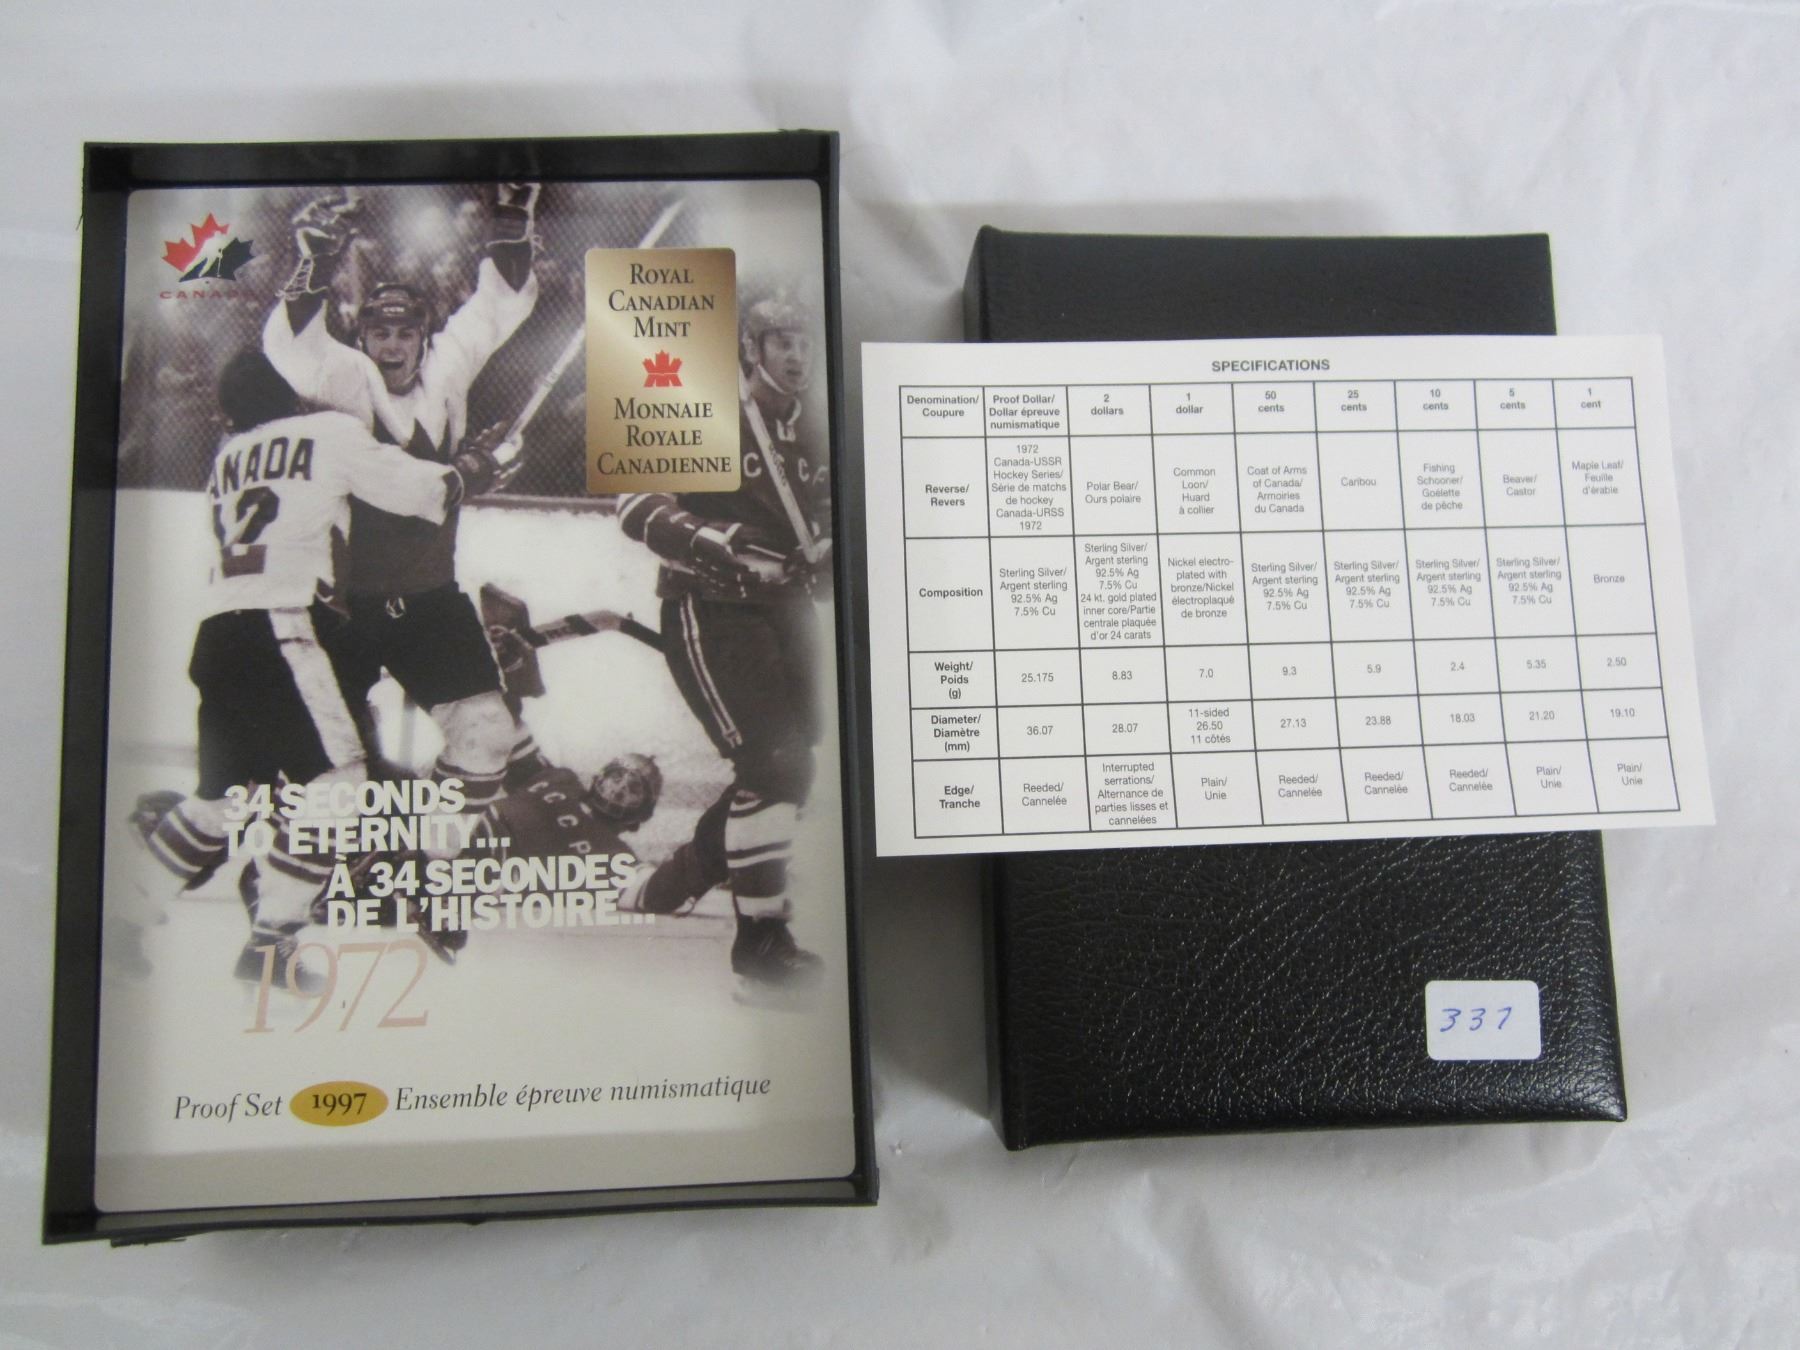 CANADA
ROYAL
CANADIAN
MINT
MONNAIE
ROYALE
CANADIENNE
ANADA
2
CCCP
34 SECONDS
TO ETERNITY...
À 34 SECONDES
DE L'HISTOIRE...
1972
Proof Set 1997 Ensemble épreuve numismatique
SPECIFICATIONS
Denomination/
Coupure
Proof Dollar/
Dollar épreuve
numismatique
2
dollars
1
dollar
50
cents
25
cents
10
cents
5
cents
1
cent
Reverse/
Revers
1972
Canada-USSR
Hockey Series/
Série de matchs
de hockey
Canada-URSS
1972
Polar Bear/
Ours polaire
Common
Loon/
Huard
à collier
Coat of Arms
of Canada/
Armoiries
du Canada
Caribou
Fishing
Schooner/
Goélette
de pêche
Beaver/
Castor
Maple Leaf/
Feuille
d'érable
Composition
Sterling Silver/
Argent sterling
92.5% Ag
7.5% Cu
Sterling Silver/
Argent sterling
92.5% Ag
7.5% Cu
24 kt. gold plated
inner core/Partie
centrale plaquée
d'or 24 carats
Nickel electro-
plated with
bronze/Nickel
électroplaqué
de bronze
Sterling Silver/
Argent sterling
92.5% Ag
7.5% Cu
Sterling Silver/
Argent sterling
92.5% Ag
7.5% Cu
Sterling Silver/
Argent sterling
92.5% Ag
7.5% Cu
Sterling Silver/
Argent sterling
92.5% Ag
7.5% Cu
Bronze
Weight/
Poids
(g)
25.175
8.83
7.0
9.3
5.9
2.4
5.35
2.50
Diameter/
Diamètre
(mm)
36.07
28.07
11-sided
26.50
11 côtés
27.13
23.88
18.03
21.20
19.10
Edge/
Tranche
Reeded/
Cannelée
Interrupted
serrations/
Alternance de
parties lisses et
cannelées
Plain/
Unie
Reeded/
Cannelée
Reeded/
Cannelée
Reeded/
Cannelée
Plain/
Unie
Plain/
Unie
337